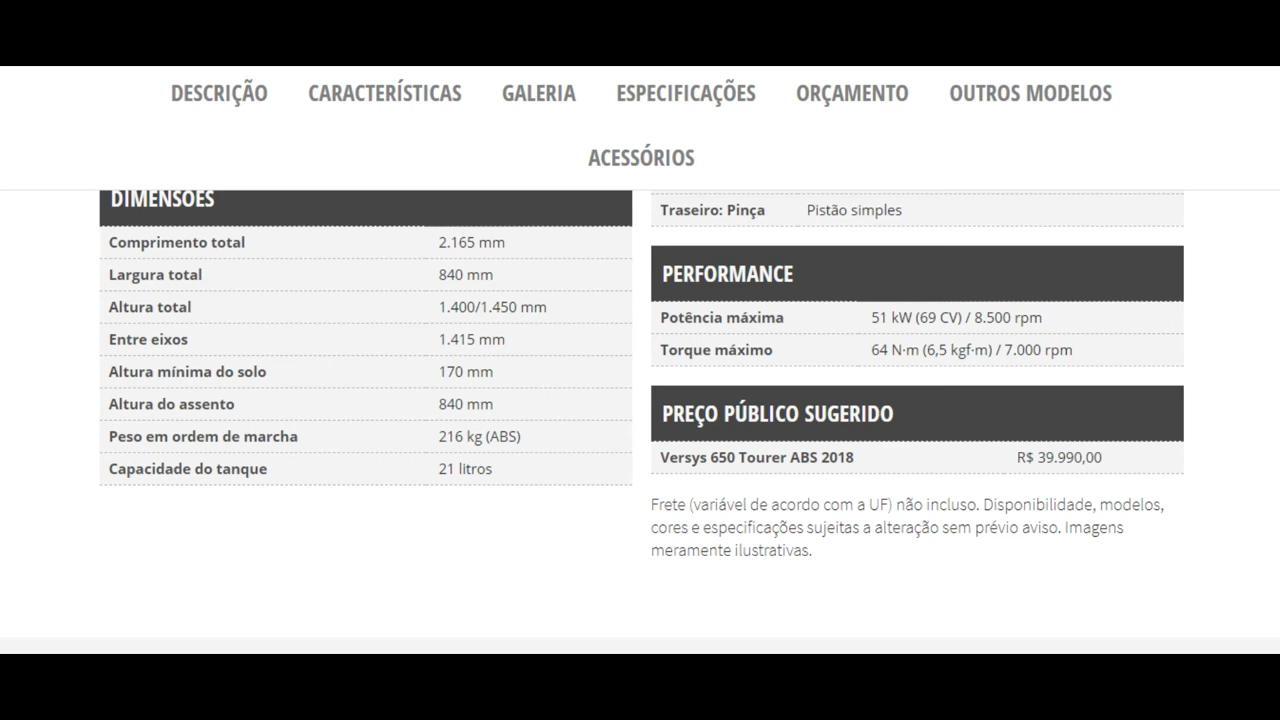 DESCRIÇÃO CARACTERÍSTICAS GALERIA ESPECIFICAÇÕES ORÇAMENTO OUTROS MODELOS
ACESSÓRIOS
DIMENSÕES
Comprimento total 2.165 mm
Largura total 840 mm
Altura total 1.400/1.450 mm
Entre eixos 1.415 mm
Altura mínima do solo 170 mm
Altura do assento 840 mm
Peso em ordem de marcha 216 kg (ABS)
Capacidade do tanque 21 litros
Traseiro: Pinça Pistão simples
PERFORMANCE
Potência máxima 51 kW (69 CV) / 8.500 rpm
Torque máximo 64 N·m (6,5 kgf·m) / 7.000 rpm
PREÇO PÚBLICO SUGERIDO
Versys 650 Tourer ABS 2018 R$ 39.990,00
Frete (variável de acordo com a UF) não incluso. Disponibilidade, modelos,
cores e especificações sujeitas a alteração sem prévio aviso. Imagens
meramente ilustrativas.